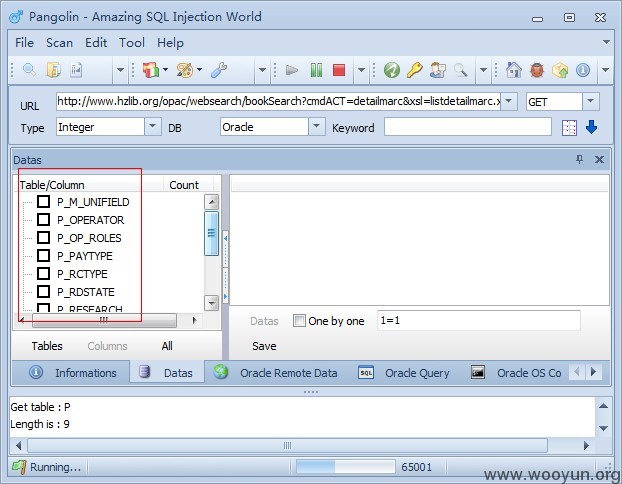 Pangolin - Amazing SQL Injection World
File Scan Edit Tool Help
URL http://www.hzlib.org/opac/websearch/bookSearch?cmdACT=detailmarc&xsl=listdetailmarc.x GET
Type Integer DB Oracle Keyword
Datas
Table/Column Count
P_M_UNIFIELD
P_OPERATOR
P_OP_ROLES
P_PAYTYPE
P_RCTYPE
P_RDSTATE
P_RESEARCH
Datas One by one 1=1
Tables Columns All Save
Informations Datas Oracle Remote Data Oracle Query Oracle OS Co
Get table : P
Length is : 9
Running... 65001
www.wooyun.org